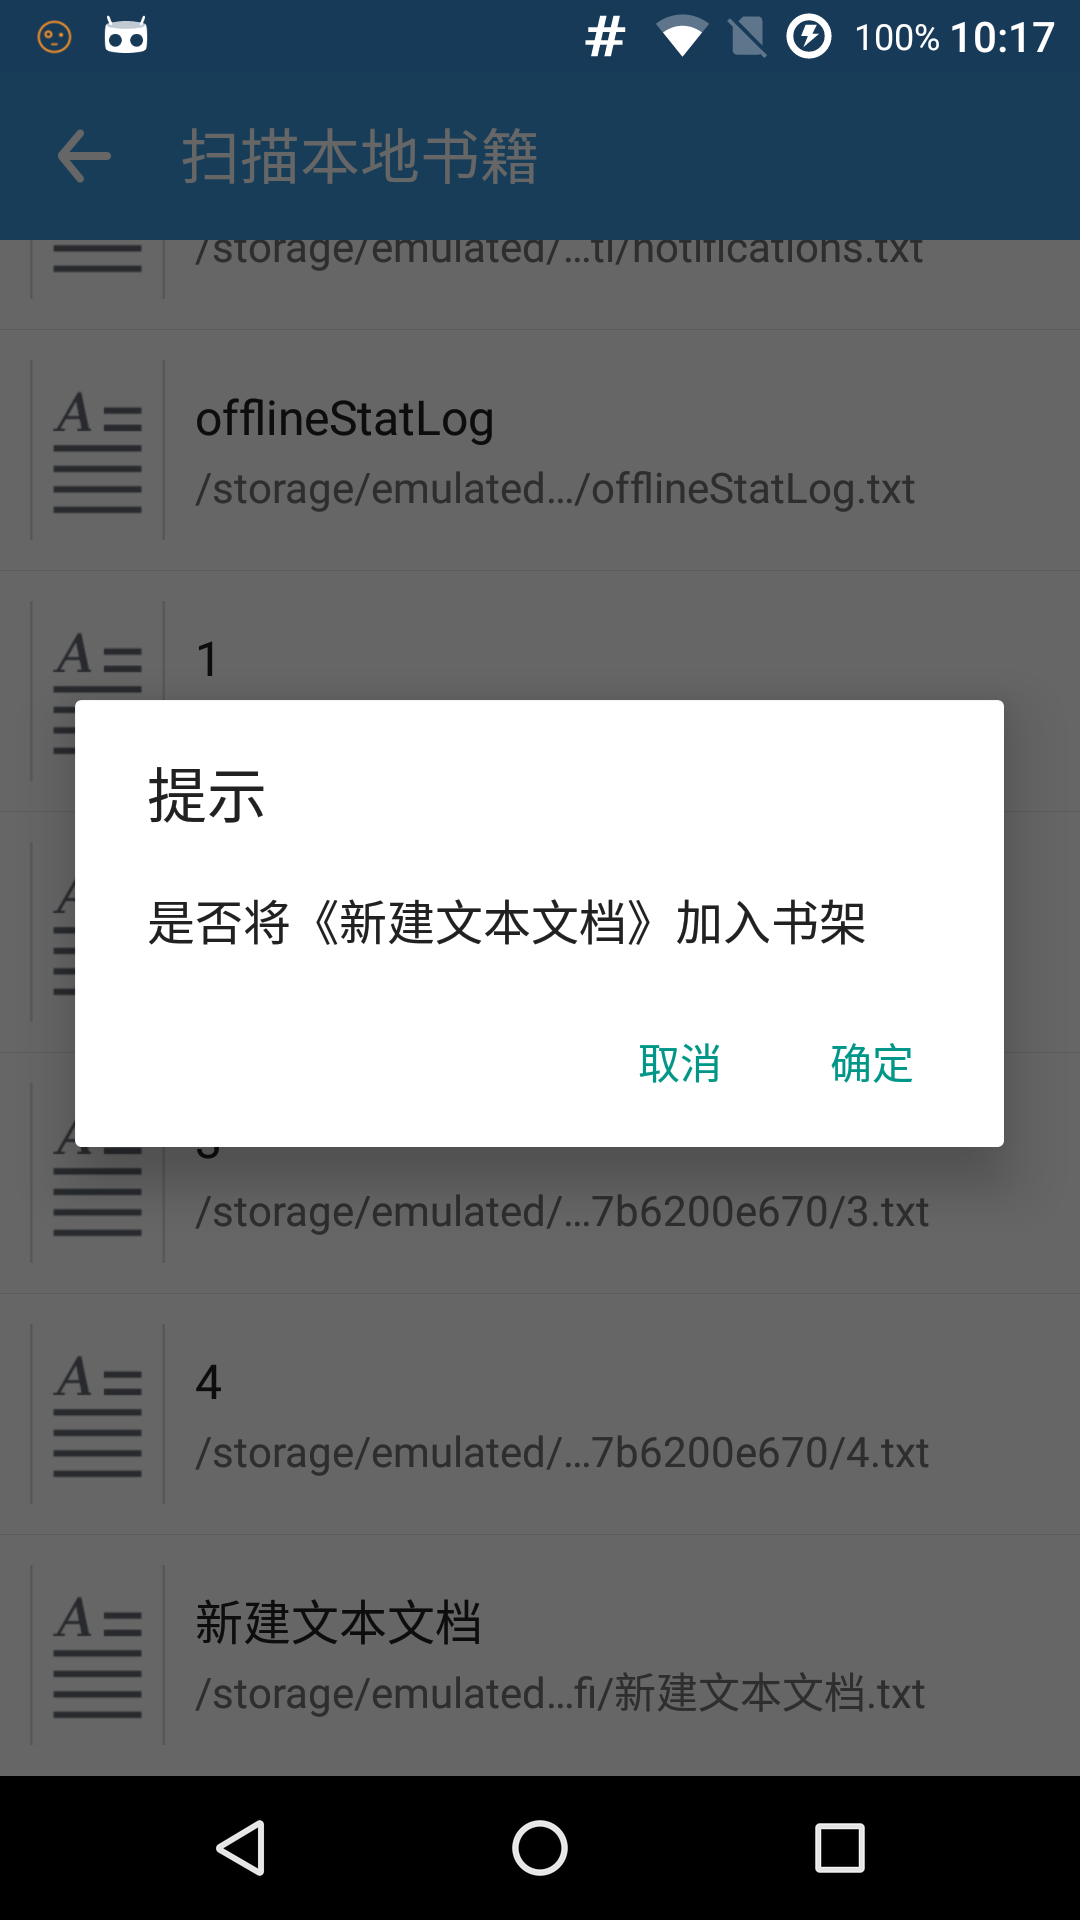 # 100% 10:17
扫描本地书籍
/storage/emulated/...ti/notifications.txt
offlineStatLog
/storage/emulated.../offlineStatLog.txt
1
提示
是否将《新建文本文档》加入书架
取消 确定
/storage/emulated/...7b6200e670/3.txt
4
/storage/emulated/...7b6200e670/4.txt
新建文本文档
/storage/emulated...fi/新建文本文档.txt